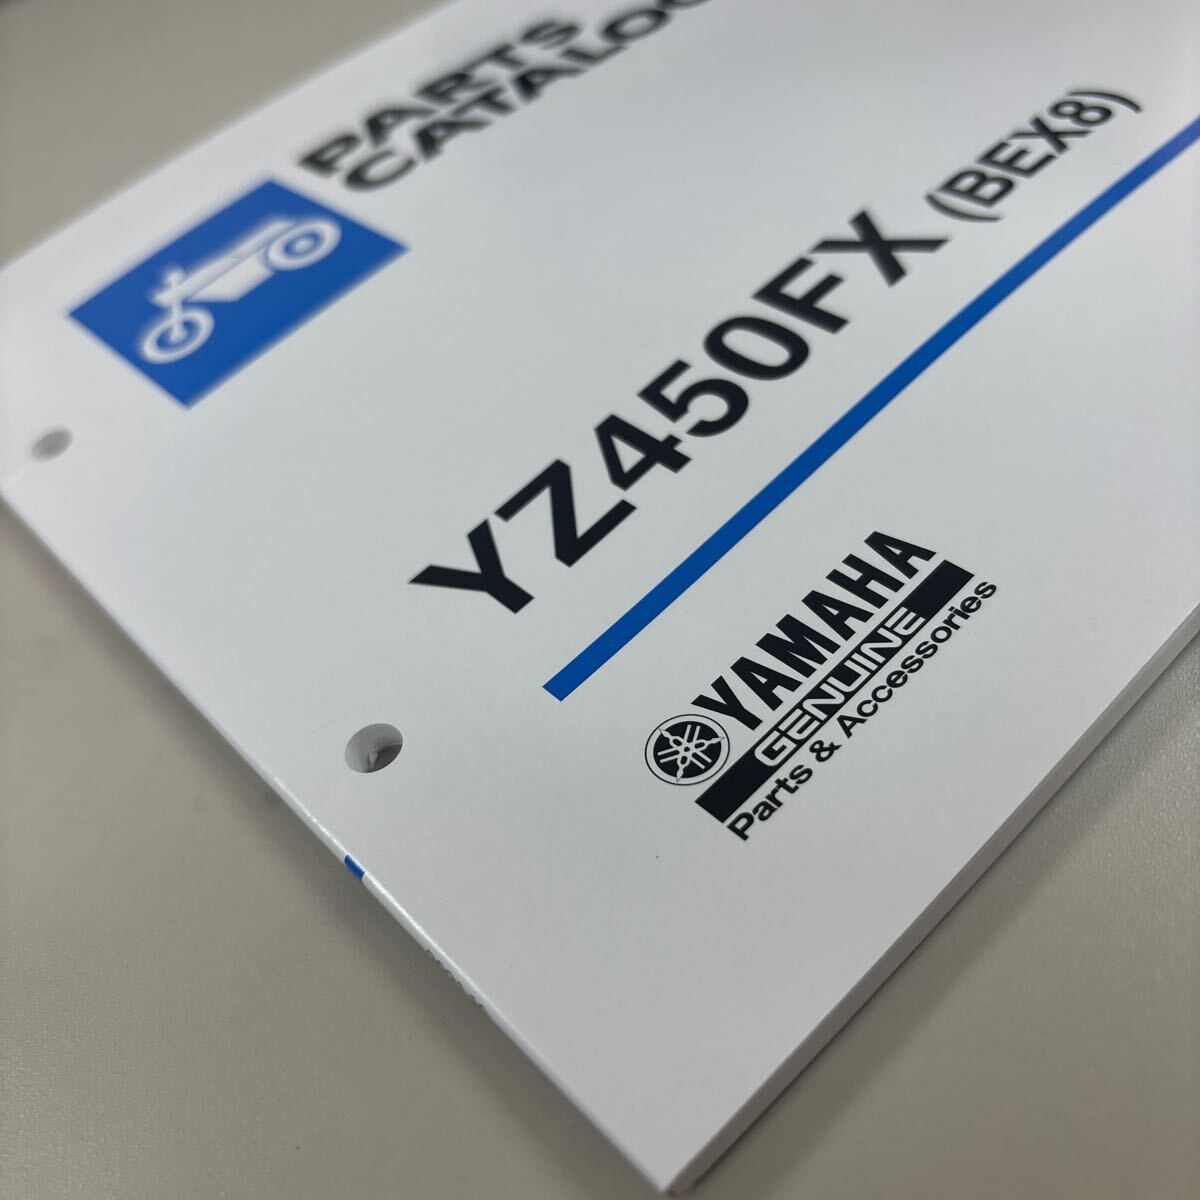 PARTS
CATALOG
YZ450FX (BEX8)
YAMAHA
GENUINE
Parts & Accessories